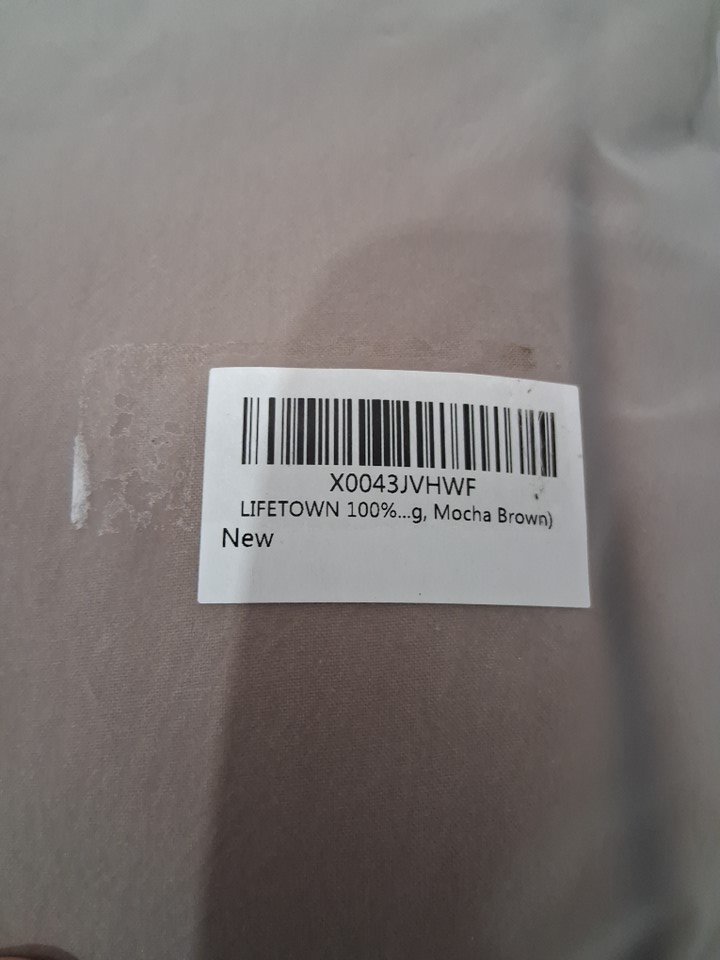 X0043JVHWF
LIFETOWN 100%...g, Mocha Brown)
New